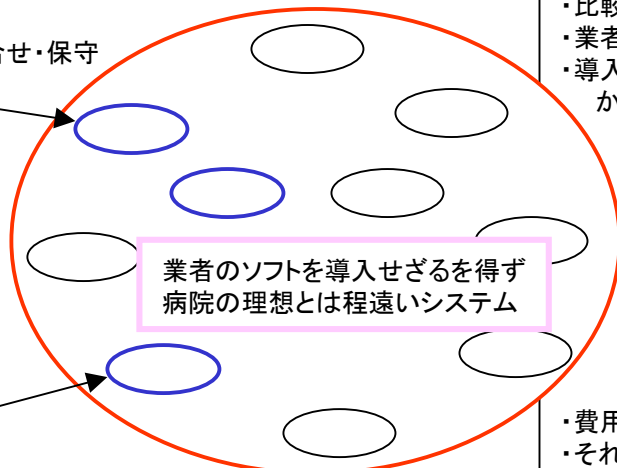 合せ・保守
・比較
・業者
・導入
か
業者のソフトを導入せざるを得ず
病院の理想とは程遠いシステム
・費用
・それ